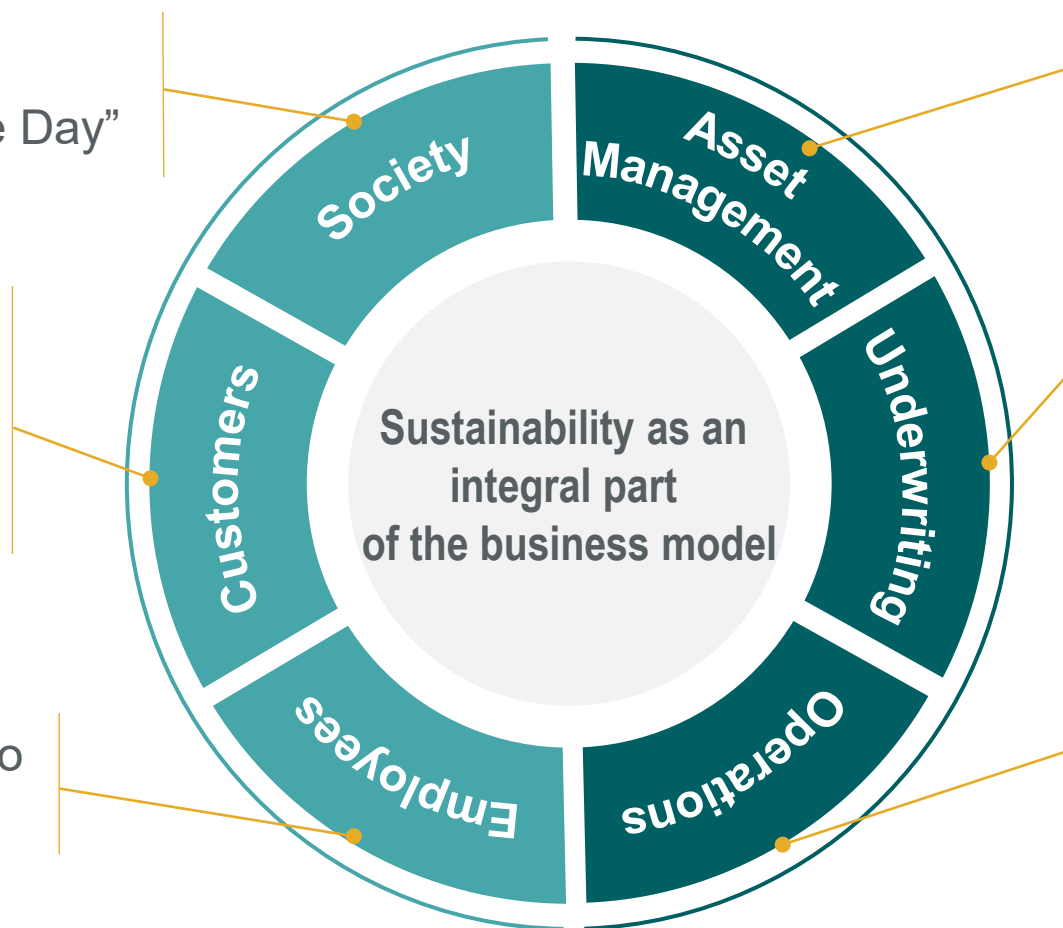 e Day”
Society
Asset
Management
Customers
Sustainability as an
integral part
of the business model
Underwriting
o
Employees
Operations